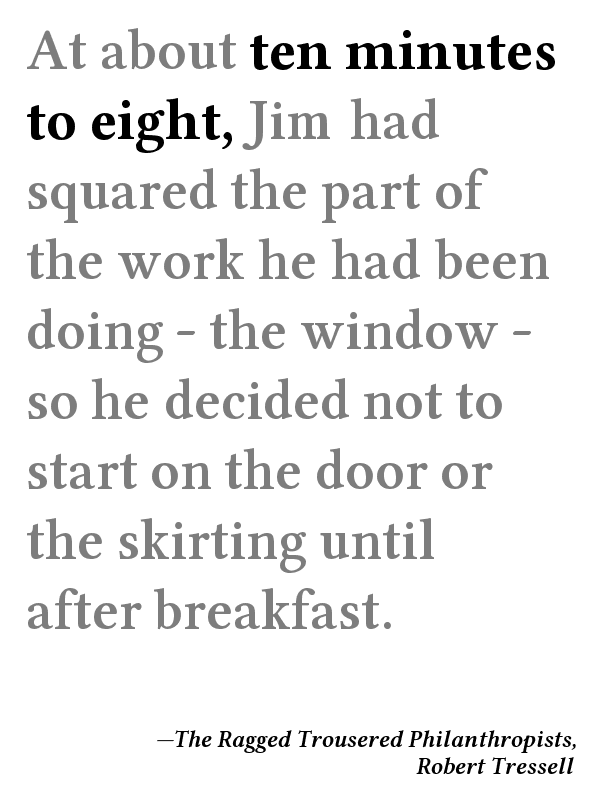 At about ten minutes
to eight, Jim had
squared the part of
the work he had been
doing - the window -
so he decided not to
start on the door or
the skirting until
after breakfast.
—The Ragged Trousered Philanthropists,
Robert Tressell